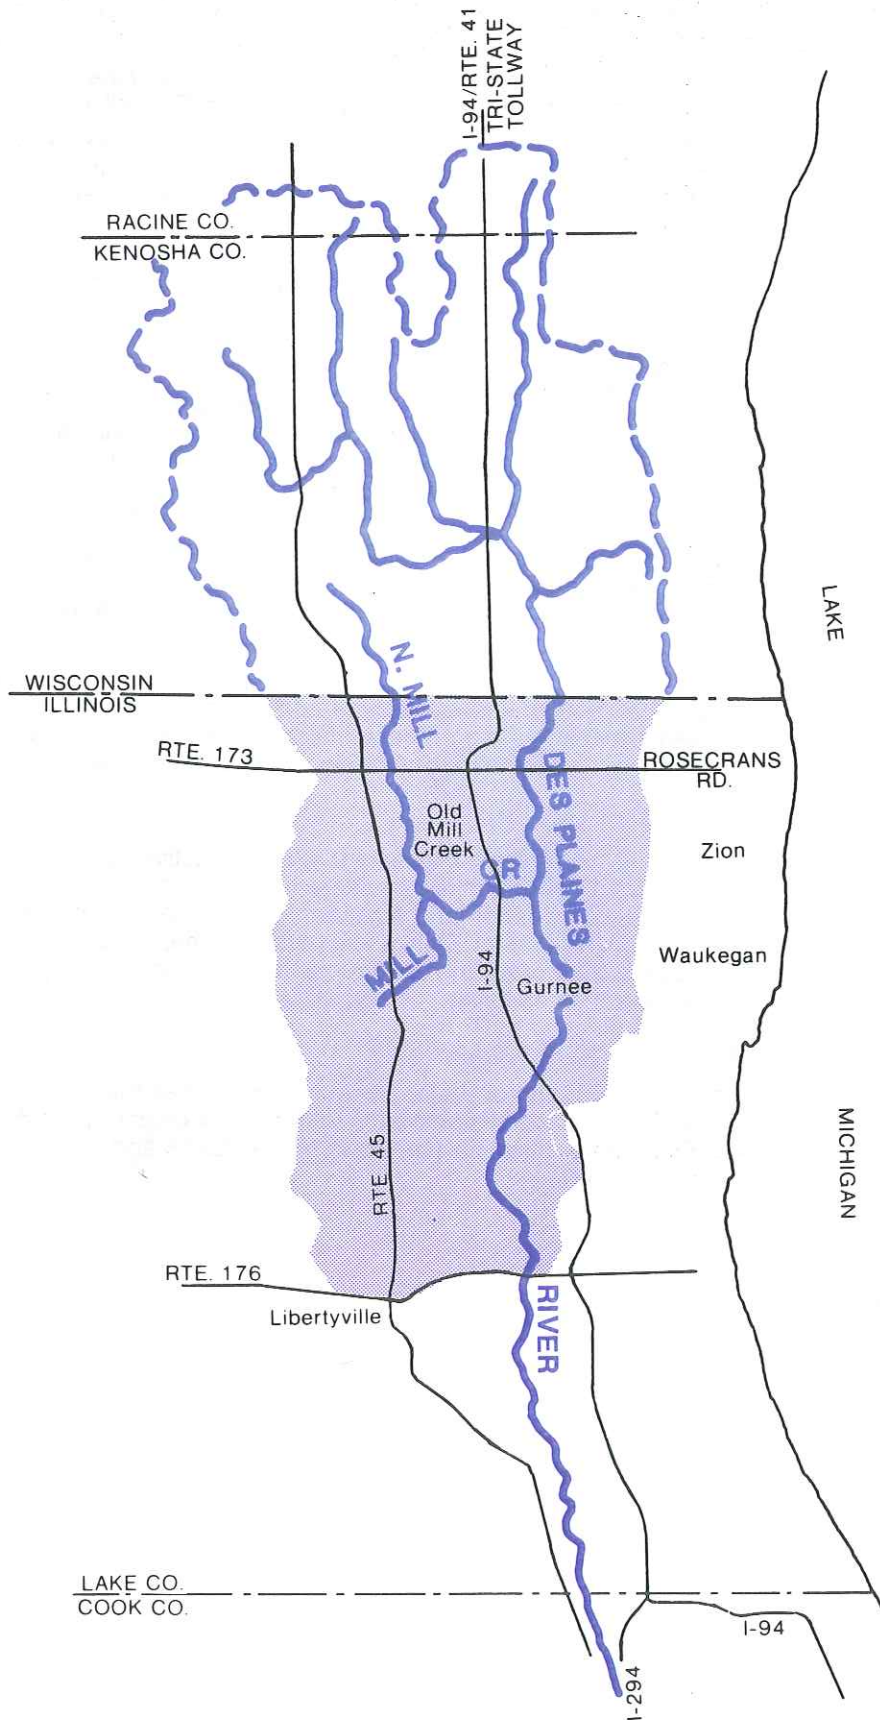 I-94/RTE. 41
TRI-STATE
TOLLWAY
RACINE CO.
KENOSHA CO.
LAKE
N. MILL
WISCONSIN
ILLINOIS
RTE. 173
ROSECRANS
RD.
DES PLAINES
Old
Mill
Creek
Zion
CR
MILL
I-94
Gurnee
Waukegan
RTE 45
MICHIGAN
RTE. 176
Libertyville
RIVER
LAKE CO.
COOK CO.
I-94
I-294